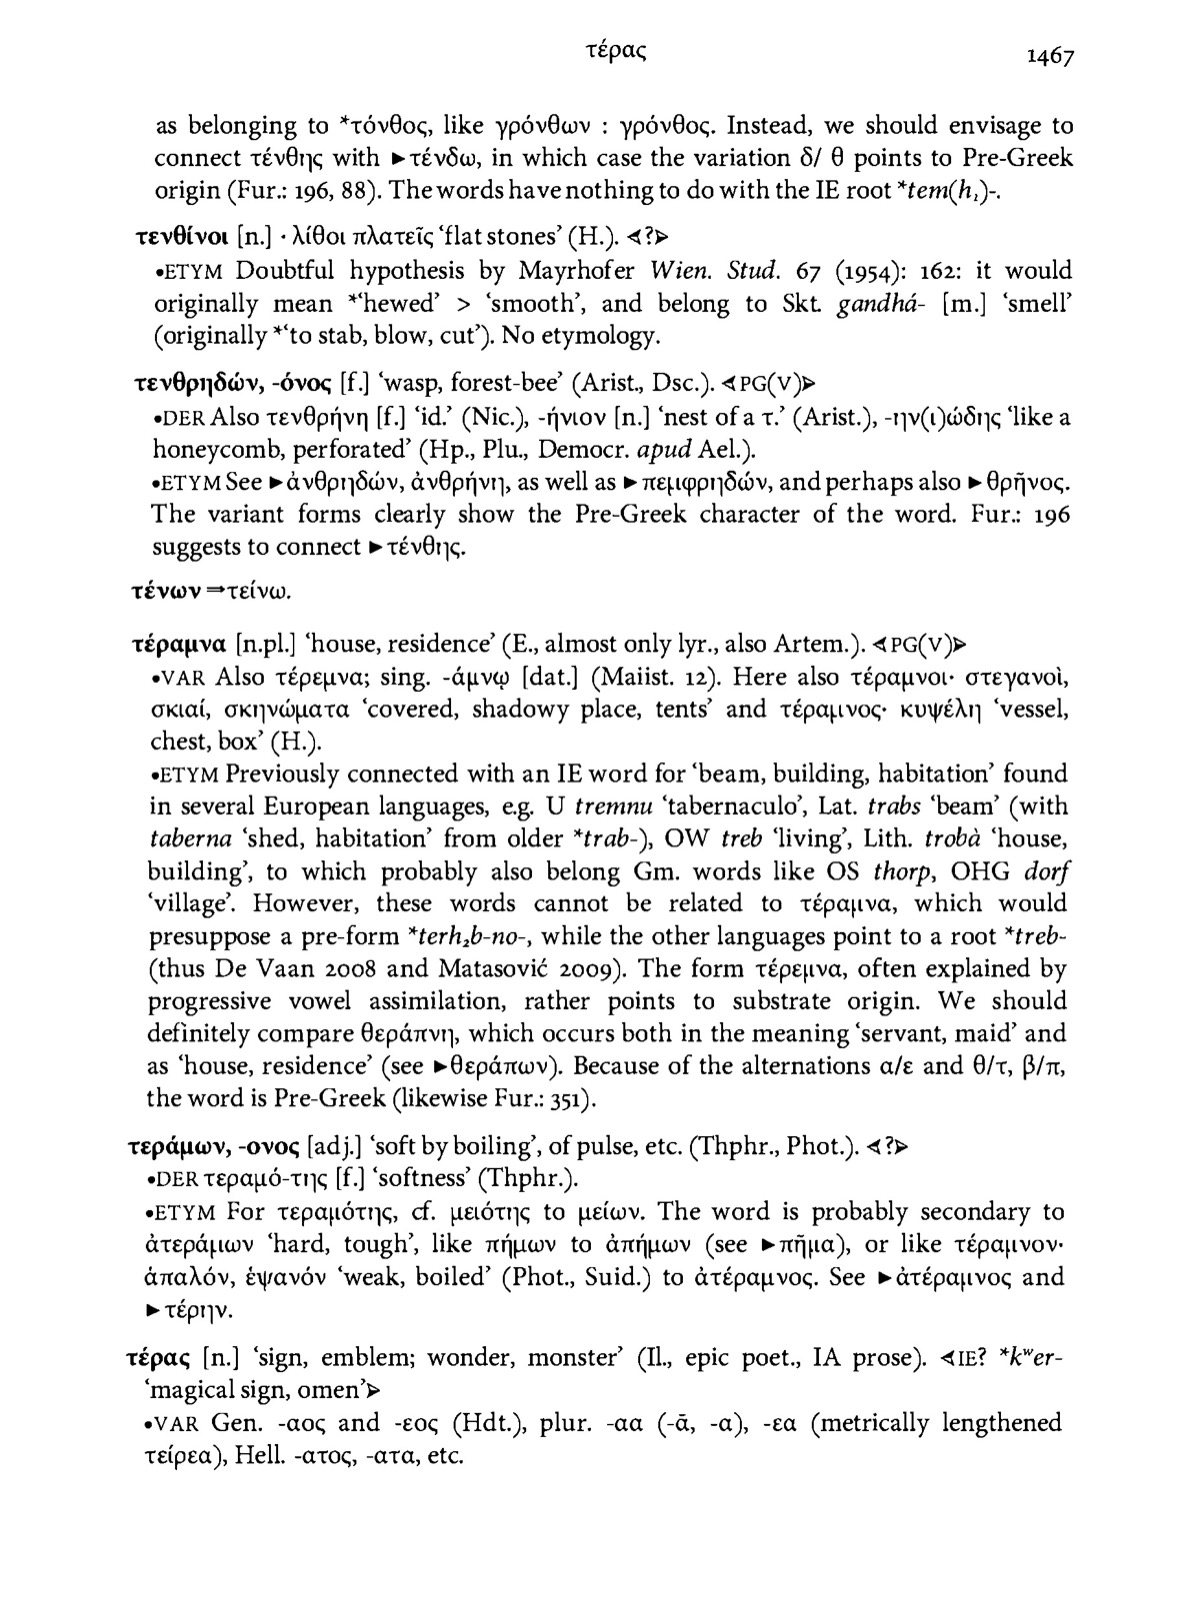 τέρας
1467
as belonging to *τόνθος, like γρόνθων : γρόνθος. Instead, we should envisage to
connect τένθης with ►τένδω, in which case the variation δ/ θ points to Pre-Greek
origin (Fur.: 196, 88). The words have nothing to do with the IE root *tem(h₁)-.
τενθίνοι [n.] · λίθοι πλατεῖς ‘flat stones’ (H.). ⊲?⊳
•ETYM Doubtful hypothesis by Mayrhofer Wien. Stud. 67 (1954): 162: it would
originally mean *‘hewed’ > ‘smooth’, and belong to Skt. gandhá- [m.] ‘smell’
(originally *‘to stab, blow, cut’). No etymology.
τενθρηδών, -όνος [f.] ‘wasp, forest-bee’ (Arist., Dsc.). ⊲PG(V)⊳
•DER Also τενθρήνη [f.] ‘id.’ (Nic.), -ήνιον [n.] ‘nest of a τ.’ (Arist.), -ην(ι)ώδης ‘like a
honeycomb, perforated’ (Hp., Plu., Democr. apud Ael.).
•ETYM See ►ἀνθρηδών, ἀνθρήνη, as well as ►πεμφρηδών, and perhaps also ►θρῆνος.
The variant forms clearly show the Pre-Greek character of the word. Fur.: 196
suggests to connect ►τένθης.
τένων ⇒τείνω.
τέραμνα [n.pl.] ‘house, residence’ (E., almost only lyr., also Artem.). ⊲PG(V)⊳
•VAR Also τέρεμνα; sing. -άμνῳ [dat.] (Maiist. 12). Here also τέραμνοι· στεγανοὶ,
σκιαί, σκηνώματα ‘covered, shadowy place, tents’ and τέραμνος· κυψέλη ‘vessel,
chest, box’ (H.).
•ETYM Previously connected with an IE word for ‘beam, building, habitation’ found
in several European languages, e.g. U tremnu ‘tabernaculo’, Lat. trabs ‘beam’ (with
taberna ‘shed, habitation’ from older *trab-), OW treb ‘living’, Lith. trobà ‘house,
building’, to which probably also belong Gm. words like OS thorp, OHG dorf
‘village’. However, these words cannot be related to τέραμνα, which would
presuppose a pre-form *terh₂b-no-, while the other languages point to a root *treb-
(thus De Vaan 2008 and Matasović 2009). The form τέρεμνα, often explained by
progressive vowel assimilation, rather points to substrate origin. We should
definitely compare θεράπνη, which occurs both in the meaning ‘servant, maid’ and
as ‘house, residence’ (see ►θεράπων). Because of the alternations α/ε and θ/τ, β/π,
the word is Pre-Greek (likewise Fur.: 351).
τεράμων, -ονος [adj.] ‘soft by boiling’, of pulse, etc. (Thphr., Phot.). ⊲?⊳
•DER τεραμό-της [f.] ‘softness’ (Thphr.).
•ETYM For τεραμότης, cf. μειότης to μείων. The word is probably secondary to
ἀτεράμων ‘hard, tough’, like πήμων to ἀπήμων (see ►πῆμα), or like τέραμνον·
ἁπαλόν, ἑψανόν ‘weak, boiled’ (Phot., Suid.) to ἀτέραμνος. See ►ἀτέραμνος and
►τέρην.
τέρας [n.] ‘sign, emblem; wonder, monster’ (Il., epic poet., IA prose). ⊲IE? *kʷer-
‘magical sign, omen’⊳
•VAR Gen. -αος and -εος (Hdt.), plur. -αα (-ᾱ, -α), -εα (metrically lengthened
τείρεα), Hell. -ατος, -ατα, etc.